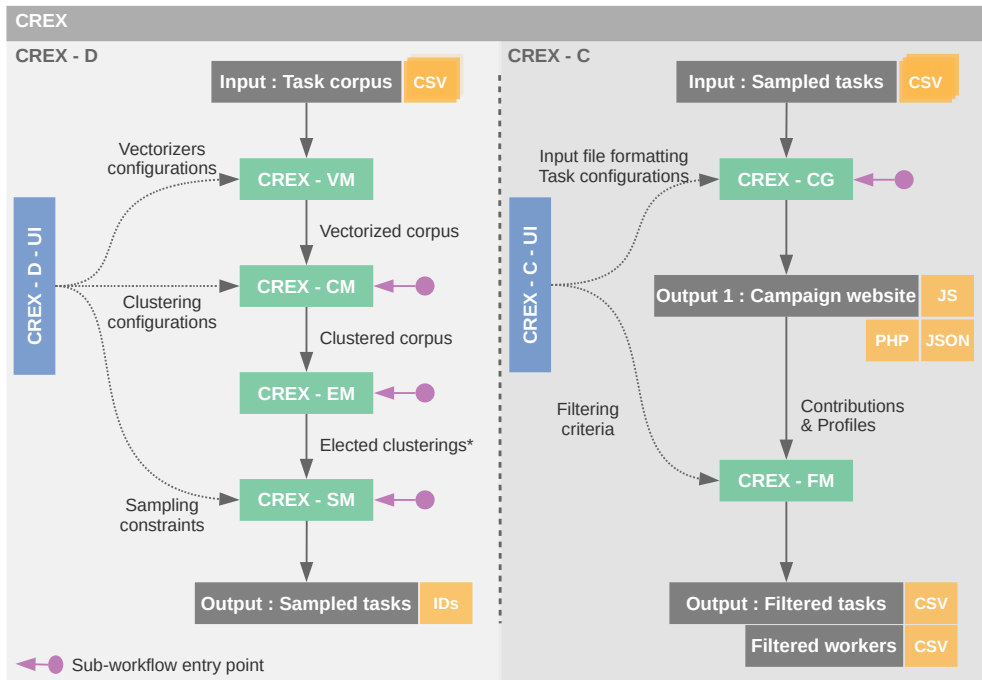 CREX
CREX - D
Input : Task corpus
CSV
Vectorizers
configurations
CREX - VM
Vectorized corpus
CREX - D - UI
CREX - CM
Clustering
configurations
Clustered corpus
CREX - EM
Elected clusterings*
CREX - SM
Sampling
constraints
Output : Sampled tasks
IDs
Sub-workflow entry point
CREX - C
Input : Sampled tasks
CSV
Input file formatting
Task configurations
CREX - CG
CREX - C - UI
Output 1 : Campaign website
JS
PHP
JSON
Filtering
criteria
Contributions
& Profiles
CREX - FM
Output : Filtered tasks
CSV
Filtered workers
CSV